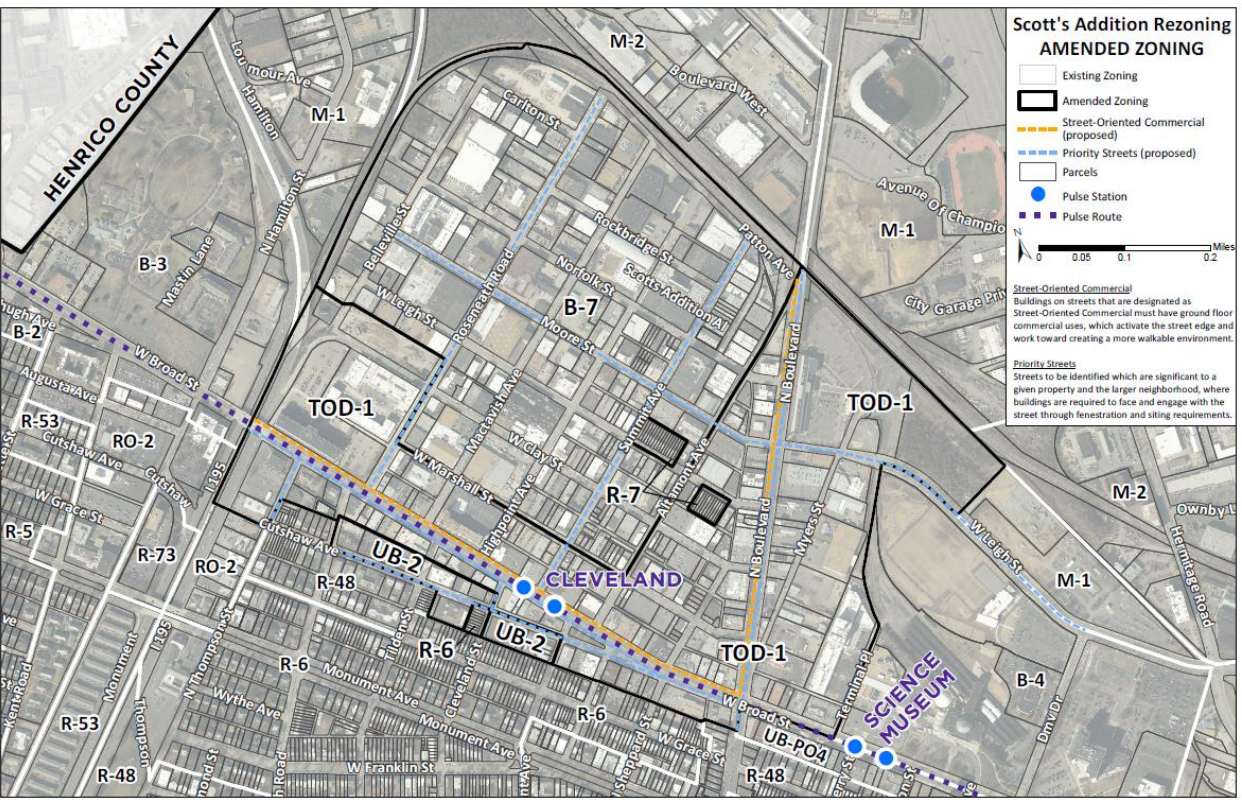 Scott's Addition Rezoning
AMENDED ZONING
Existing Zoning
Amended Zoning
Street-Oriented Commercial
(proposed)
Priority Streets (proposed)
Parcels
Pulse Station
Pulse Route
N
Miles
0 0.05 0.1 0.2
Street-Oriented Commercial
Buildings on streets that are designated as
Street-Oriented Commercial must have ground floor
commercial uses, which activate the street edge and
work toward creating a more walkable environment.
Priority Streets
Streets to be identified which are significant to a
given property and the larger neighborhood, where
buildings are required to face and engage with the
street through fenestration and siting requirements.
HENRICO COUNTY
Hamilton
M-1
M-2
Boulevard West
Carlton St
B-7
N Hamilton St
Belleville St
Rockbridge St
Patton Ave
Avenue Of Champio
M-1
B-3
Mastin Lane
Roseneath Road
Norfolk St
Scotts Addition Al
City Garage Priv
B-7
W Leigh St
Moore St
N Boulevard
B-2
W Broad St
Augusta Ave
TOD-1
Mactavish Ave
Summit Ave
TOD-1
R-53
RO-2
Cutshaw Ave
Cutshaw
I 195
W Clay St
Altamont Ave
W Marshall St
W Grace St
R-7
M-2
Ownby L
R-5
R-73
RO-2
Cutshaw Ave
UB-2
Highpoint Ave
N Boulevard
Myers St
W Leigh St
Hermitage Road
R-48
CLEVELAND
M-1
Tilden St
UB-2
R-6
Cleveland St
I 195
N Thompson St
Monument
R-6
TOD-1
Terminal Pl
SCIENCE
MUSEUM
B-4
Monument Ave
Wythe Ave
Monument Ave
R-6
W Broad St
R-53
Thompson
N Sheppard St
W Grace St
UB-PO4
DMV Dr
R-48
W Franklin St
R-48